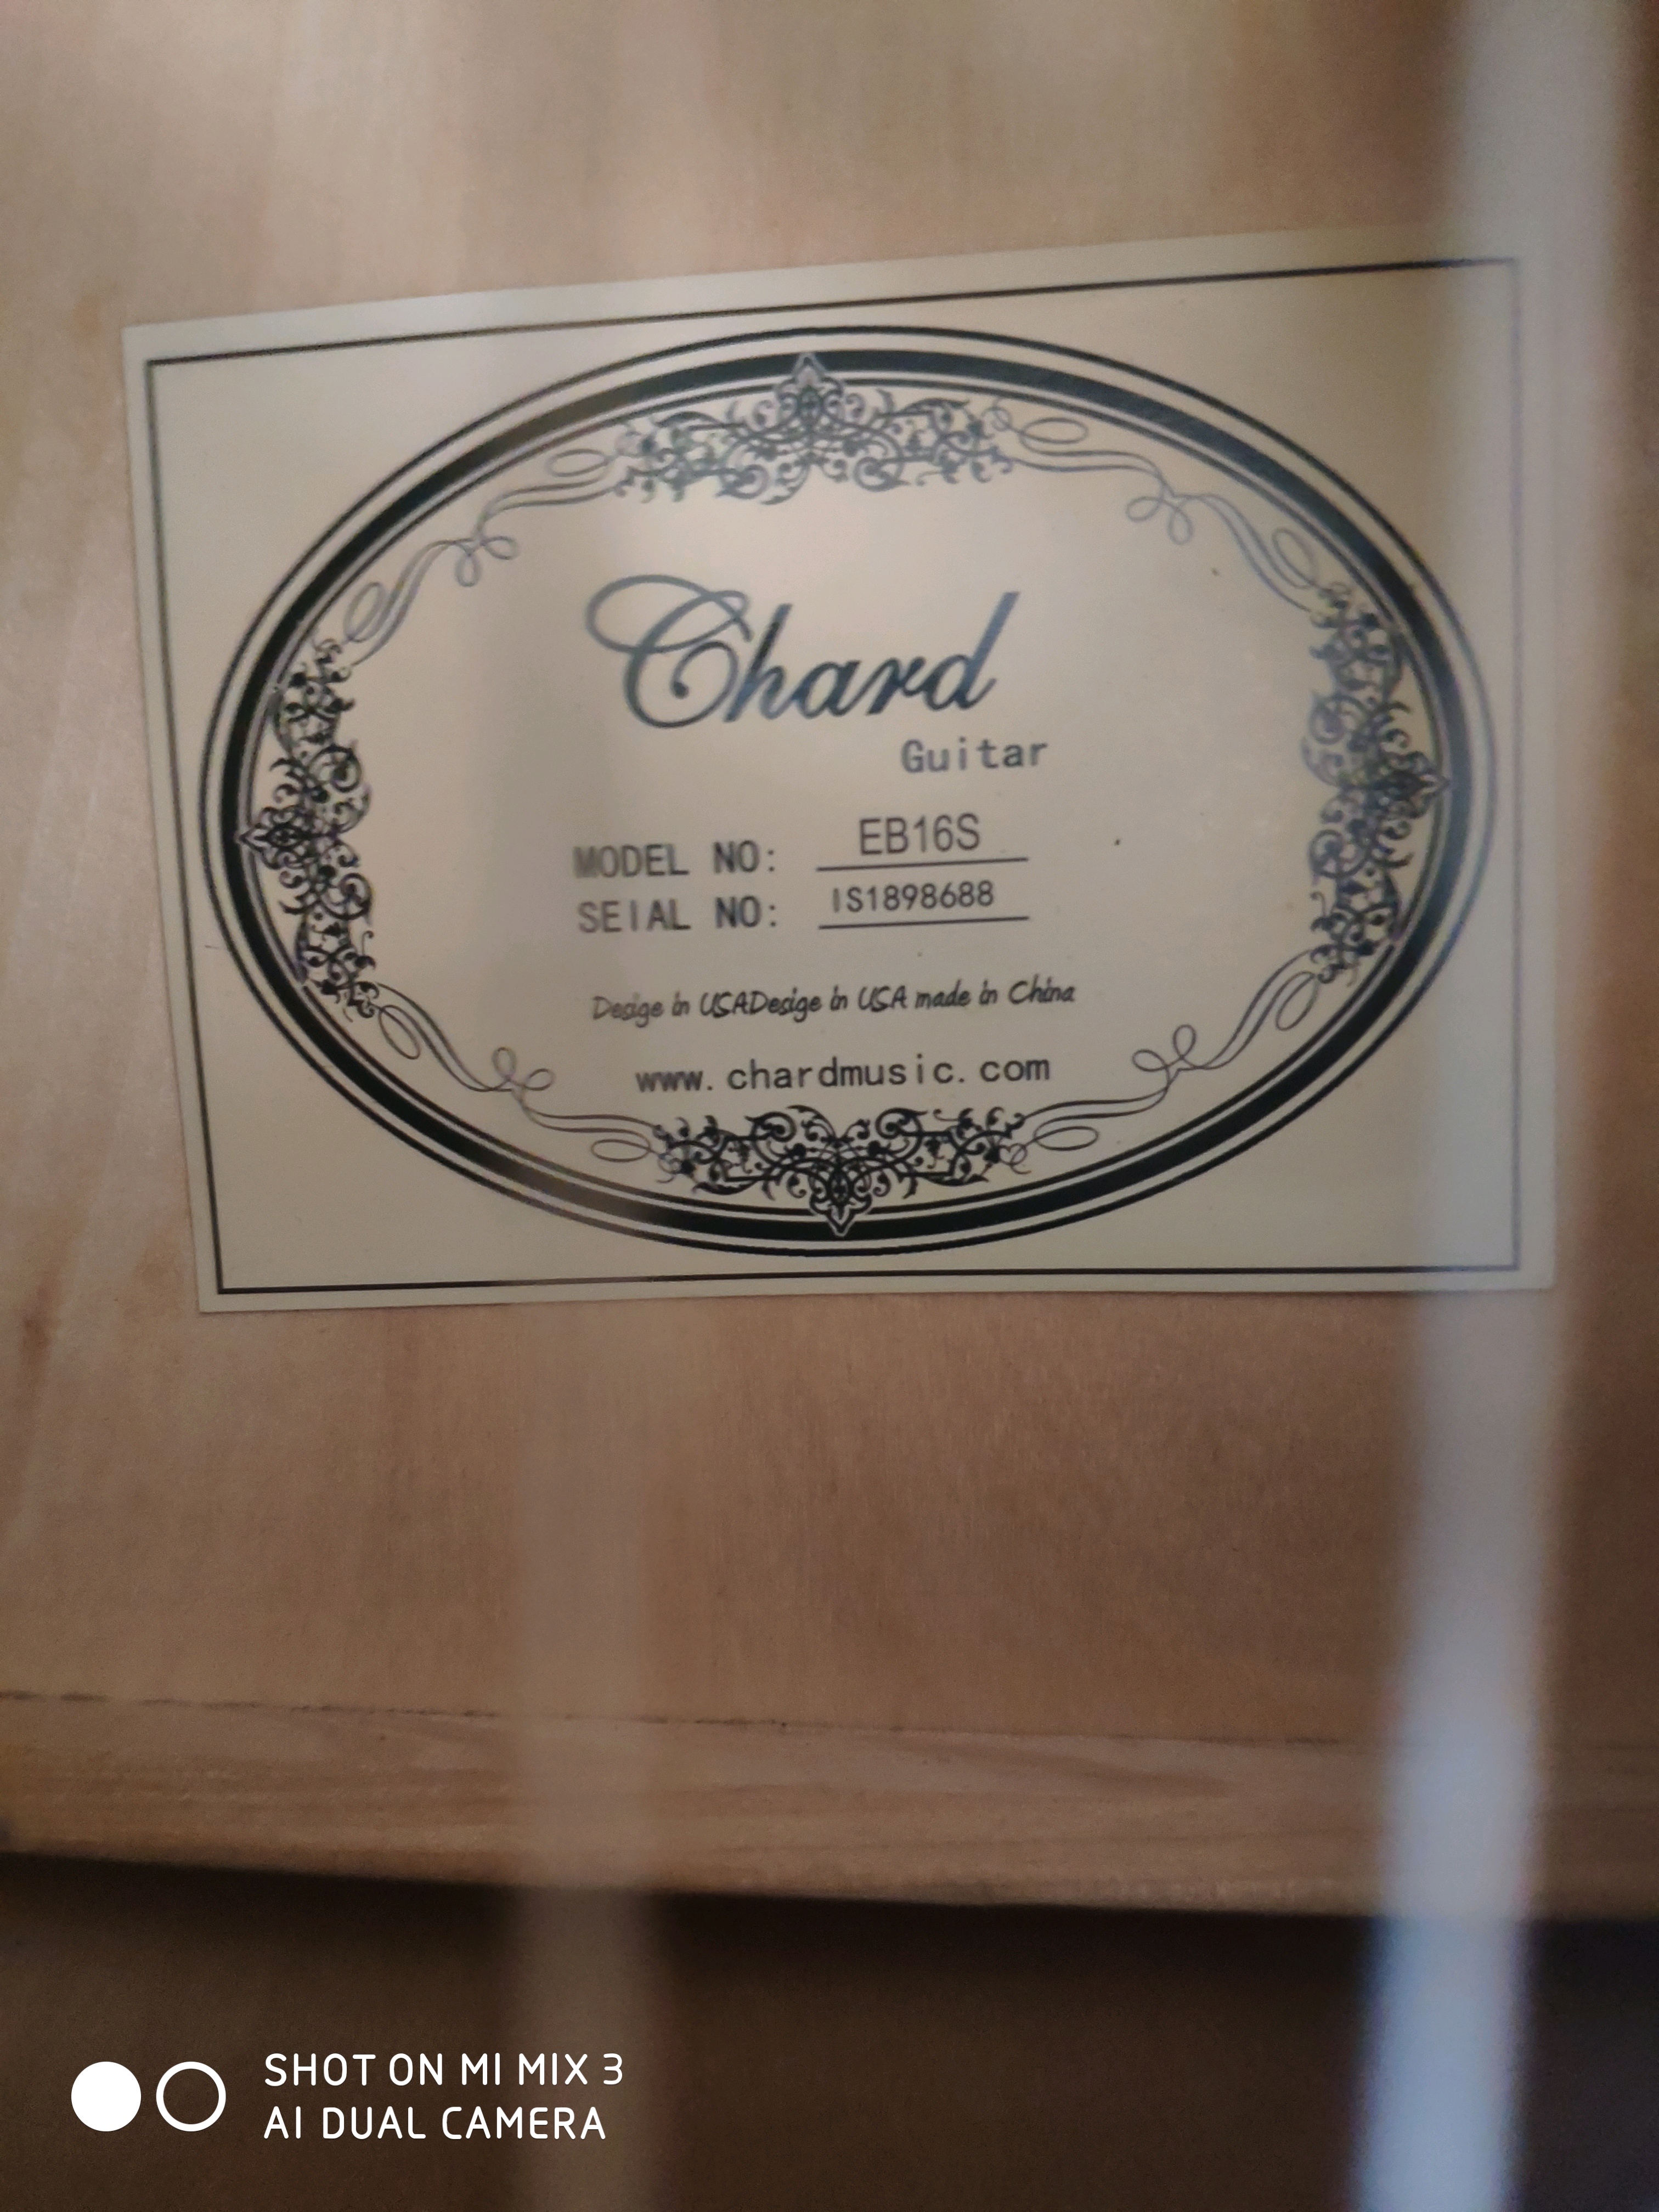 Chard
Guitar
MODEL NO: EB16S
SEIAL NO: IS1898688
Desige in USADesige in USA made in China
www.chardmusic.com
SHOT ON MI MIX 3
AI DUAL CAMERA